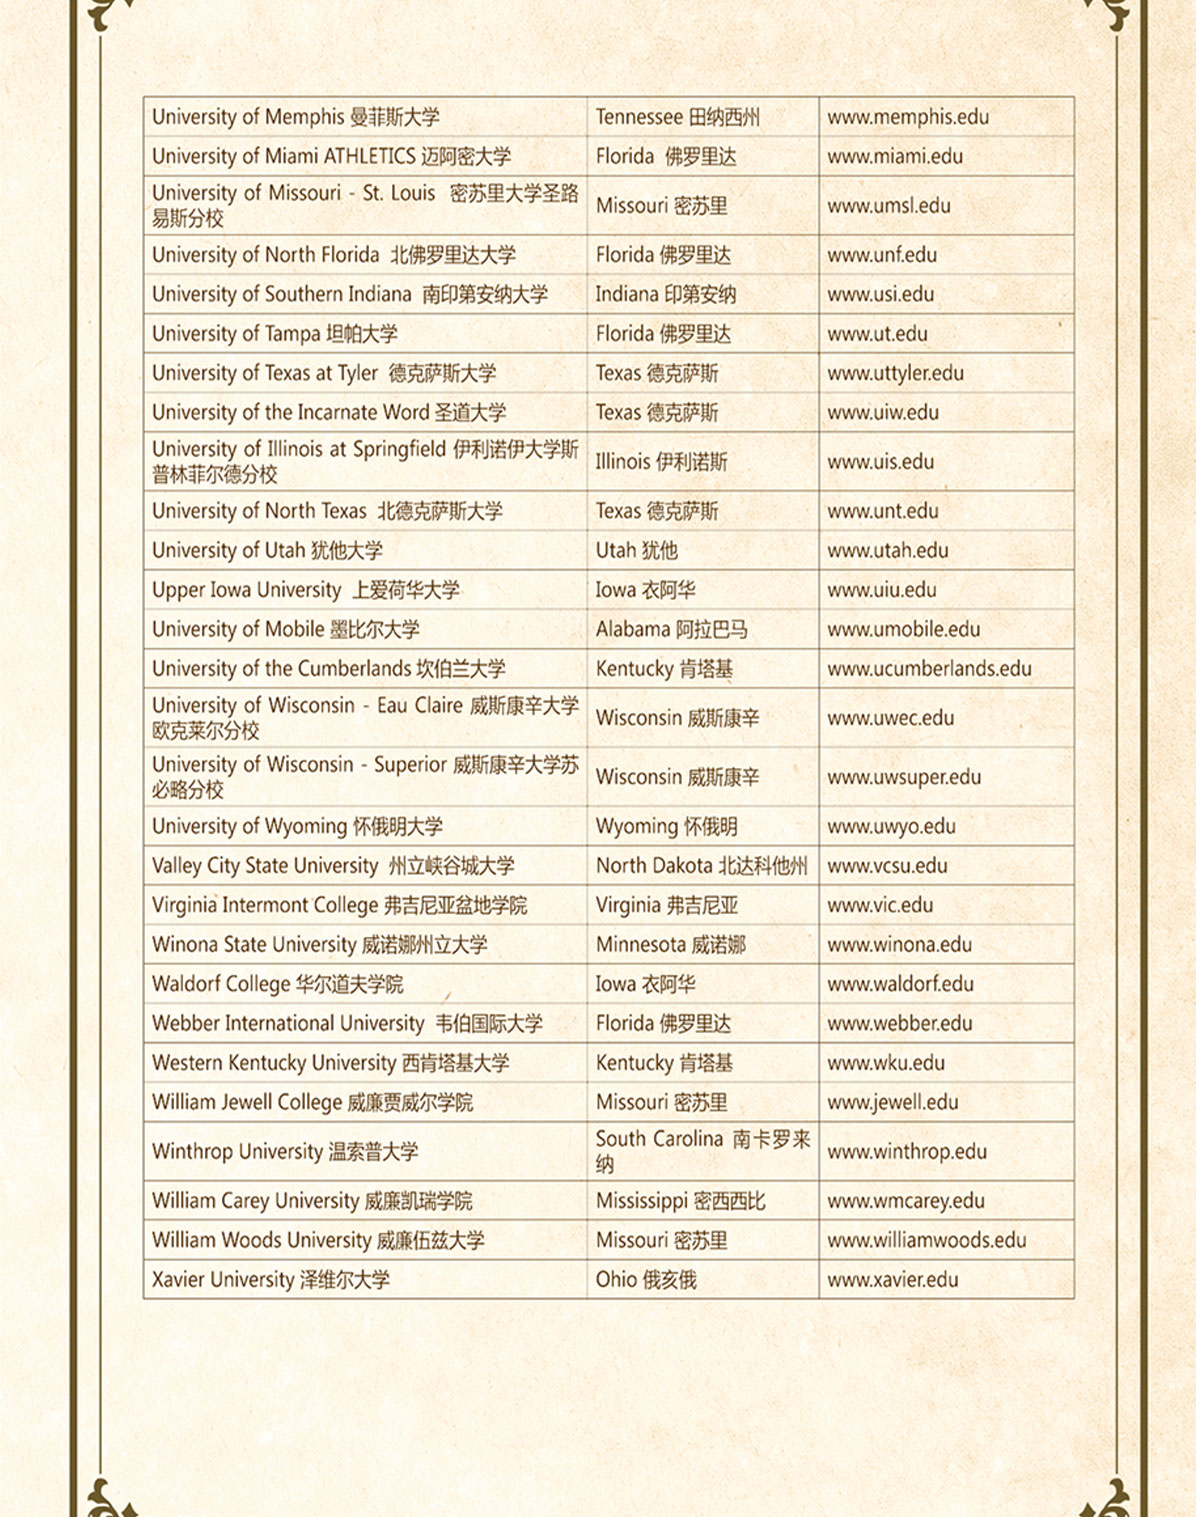 University of Memphis 曼菲斯大学 Tennessee 田纳西州 www.memphis.edu
University of Miami ATHLETICS 迈阿密大学 Florida 佛罗里达 www.miami.edu
University of Missouri - St. Louis 密苏里大学圣路
易斯分校 Missouri 密苏里 www.umsl.edu
University of North Florida 北佛罗里达大学 Florida 佛罗里达 www.unf.edu
University of Southern Indiana 南印第安纳大学 Indiana 印第安纳 www.usi.edu
University of Tampa 坦帕大学 Florida 佛罗里达 www.ut.edu
University of Texas at Tyler 德克萨斯大学 Texas 德克萨斯 www.uttyler.edu
University of the Incarnate Word 圣道大学 Texas 德克萨斯 www.uiw.edu
University of Illinois at Springfield 伊利诺伊大学斯
普林菲尔德分校 Illinois 伊利诺斯 www.uis.edu
University of North Texas 北德克萨斯大学 Texas 德克萨斯 www.unt.edu
University of Utah 犹他大学 Utah 犹他 www.utah.edu
Upper Iowa University 上爱荷华大学 Iowa 衣阿华 www.uiu.edu
University of Mobile 墨比尔大学 Alabama 阿拉巴马 www.umobile.edu
University of the Cumberlands 坎伯兰大学 Kentucky 肯塔基 www.ucumberlands.edu
University of Wisconsin - Eau Claire 威斯康辛大学
欧克莱尔分校 Wisconsin 威斯康辛 www.uwec.edu
University of Wisconsin - Superior 威斯康辛大学苏
必略分校 Wisconsin 威斯康辛 www.uwsuper.edu
University of Wyoming 怀俄明大学 Wyoming 怀俄明 www.uwyo.edu
Valley City State University 州立峡谷城大学 North Dakota 北达科他州 www.vcsu.edu
Virginia Intermont College 弗吉尼亚盆地学院 Virginia 弗吉尼亚 www.vic.edu
Winona State University 威诺娜州立大学 Minnesota 威诺娜 www.winona.edu
Waldorf College 华尔道夫学院 Iowa 衣阿华 www.waldorf.edu
Webber International University 韦伯国际大学 Florida 佛罗里达 www.webber.edu
Western Kentucky University 西肯塔基大学 Kentucky 肯塔基 www.wku.edu
William Jewell College 威廉贾威尔学院 Missouri 密苏里 www.jewell.edu
Winthrop University 温索普大学 South Carolina 南卡罗来
纳 www.winthrop.edu
William Carey University 威廉凯瑞学院 Mississippi 密西西比 www.wmcarey.edu
William Woods University 威廉伍兹大学 Missouri 密苏里 www.williamwoods.edu
Xavier University 泽维尔大学 Ohio 俄亥俄 www.xavier.edu